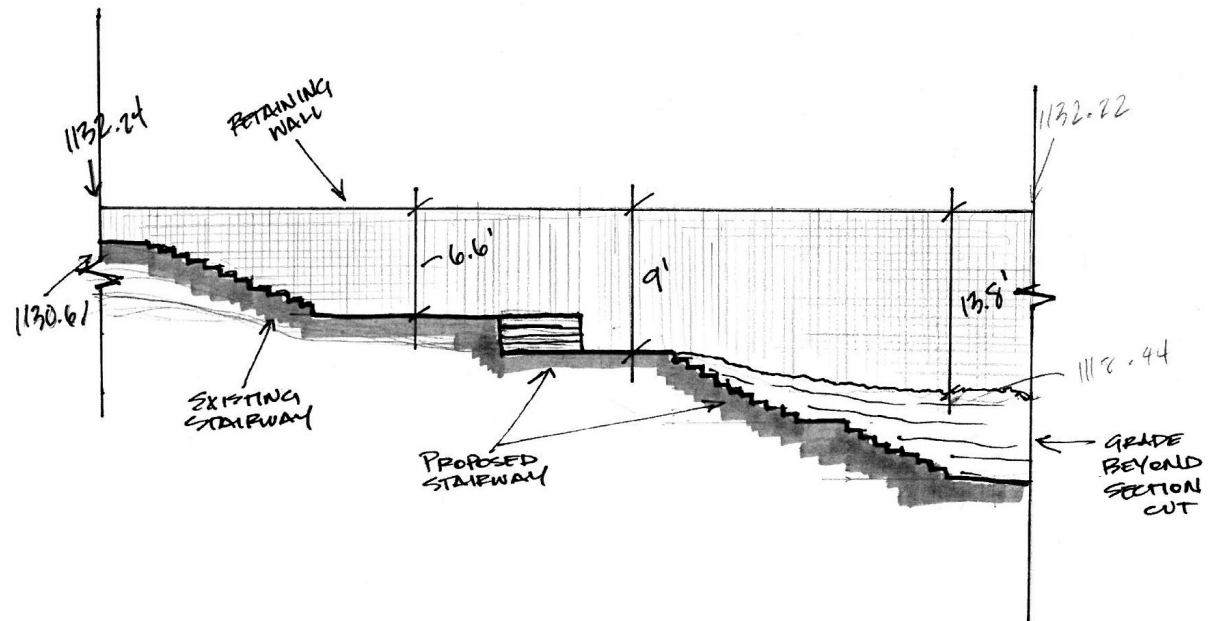 1132.24
RETAINING
WALL
1132.22
6.6'
9'
13.8'
1130.61
1118.44
EXISTING
STAIRWAY
PROPOSED
STAIRWAY
GRADE
BEYOND
SECTION
CUT